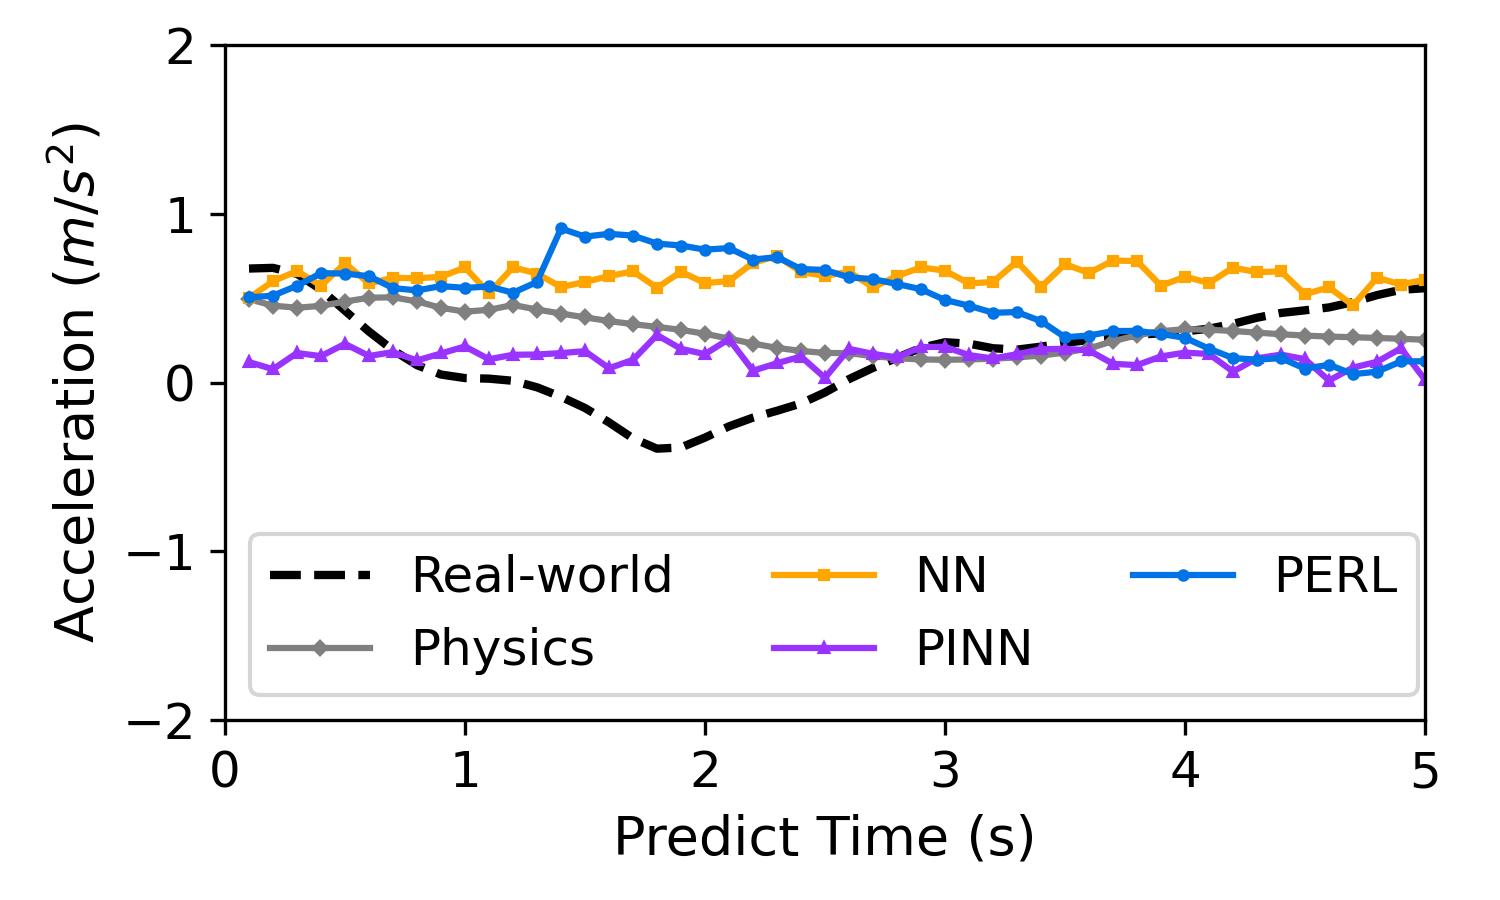 Acceleration (m/s²)
2
1
0
−1
−2
Real-world
NN
PERL
Physics
PINN
0 1 2 3 4 5
Predict Time (s)